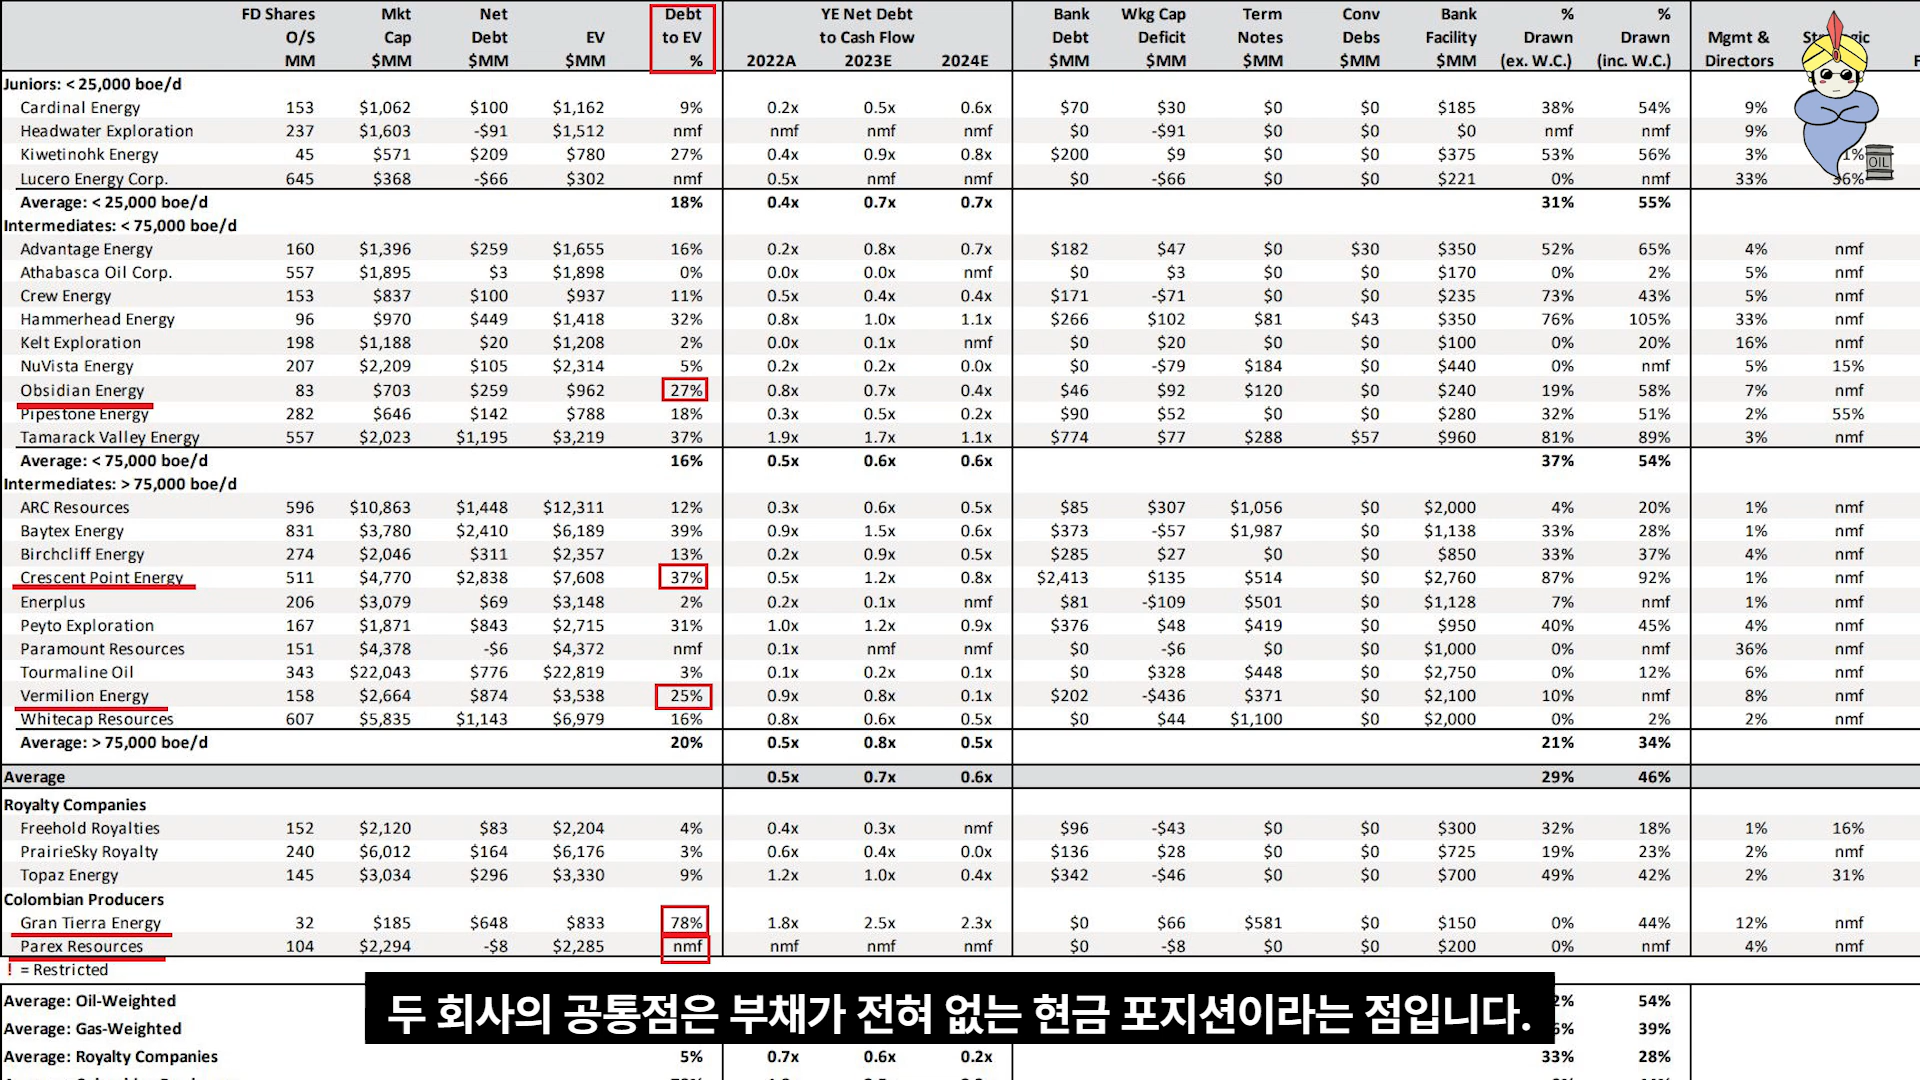 FD Shares Mkt Net Debt YE Net Debt Bank Wkg Cap Term Conv Bank % %
O/S Cap Debt EV to EV to Cash Flow Debt Deficit Notes Debs Facility Drawn Drawn Mgmt &
MM $MM $MM $MM % 2022A 2023E 2024E $MM $MM $MM $MM $MM (ex. W.C.) (inc. W.C.) Directors
Juniors: < 25,000 boe/d
Cardinal Energy 153 $1,062 $100 $1,162 9% 0.2x 0.5x 0.6x $70 $30 $0 $0 $185 38% 54% 9%
Headwater Exploration 237 $1,603 -$91 $1,512 nmf nmf nmf nmf $0 -$91 $0 $0 $0 nmf nmf 9%
Kiwetinohk Energy 45 $571 $209 $780 27% 0.4x 0.9x 0.8x $200 $9 $0 $0 $375 53% 56% 3%
OIL
Lucero Energy Corp. 645 $368 -$66 $302 nmf 0.5x nmf nmf $0 -$66 $0 $0 $221 0% nmf 33%
Average: < 25,000 boe/d 18% 0.4x 0.7x 0.7x 31% 55%
Intermediates: < 75,000 boe/d
Advantage Energy 160 $1,396 $259 $1,655 16% 0.2x 0.8x 0.7x $182 $47 $0 $30 $350 52% 65% 4% nmf
Athabasca Oil Corp. 557 $1,895 $3 $1,898 0% 0.0x 0.0x nmf $0 $3 $0 $0 $170 0% 2% 5% nmf
Crew Energy 153 $837 $100 $937 11% 0.5x 0.4x 0.4x $171 -$71 $0 $0 $235 73% 43% 5% nmf
Hammerhead Energy 96 $970 $449 $1,418 32% 0.8x 1.0x 1.1x $266 $102 $81 $43 $350 76% 105% 33% nmf
Kelt Exploration 198 $1,188 $20 $1,208 2% 0.0x 0.1x nmf $0 $20 $0 $0 $100 0% 20% 16% nmf
NuVista Energy 207 $2,209 $105 $2,314 5% 0.2x 0.2x 0.0x $0 -$79 $184 $0 $440 0% nmf 5% 15%
Obsidian Energy 83 $703 $259 $962 27% 0.8x 0.7x 0.4x $46 $92 $120 $0 $240 19% 58% 7% nmf
Pipestone Energy 282 $646 $142 $788 18% 0.3x 0.5x 0.2x $90 $52 $0 $0 $280 32% 51% 2% 55%
Tamarack Valley Energy 557 $2,023 $1,195 $3,219 37% 1.9x 1.7x 1.1x $774 $77 $288 $57 $960 81% 89% 3% nmf
Average: < 75,000 boe/d 16% 0.5x 0.6x 0.6x 37% 54%
Intermediates: > 75,000 boe/d
ARC Resources 596 $10,863 $1,448 $12,311 12% 0.3x 0.6x 0.5x $85 $307 $1,056 $0 $2,000 4% 20% 1% nmf
Baytex Energy 831 $3,780 $2,410 $6,189 39% 0.9x 1.5x 0.6x $373 -$57 $1,987 $0 $1,138 33% 28% 1% nmf
Birchcliff Energy 274 $2,046 $311 $2,357 13% 0.2x 0.9x 0.5x $285 $27 $0 $0 $850 33% 37% 4% nmf
Crescent Point Energy 511 $4,770 $2,838 $7,608 37% 0.5x 1.2x 0.8x $2,413 $135 $514 $0 $2,760 87% 92% 1% nmf
Enerplus 206 $3,079 $69 $3,148 2% 0.2x 0.1x nmf $81 -$109 $501 $0 $1,128 7% nmf 1% nmf
Peyto Exploration 167 $1,871 $843 $2,715 31% 1.0x 1.2x 0.9x $376 $48 $419 $0 $950 40% 45% 4% nmf
Paramount Resources 151 $4,378 -$6 $4,372 nmf 0.1x nmf nmf $0 -$6 $0 $0 $1,000 0% nmf 36% nmf
Tourmaline Oil 343 $22,043 $776 $22,819 3% 0.1x 0.2x 0.1x $0 $328 $448 $0 $2,750 0% 12% 6% nmf
Vermilion Energy 158 $2,664 $874 $3,538 25% 0.9x 0.8x 0.1x $202 -$436 $371 $0 $2,100 10% nmf 8% nmf
Whitecap Resources 607 $5,835 $1,143 $6,979 16% 0.8x 0.6x 0.5x $0 $44 $1,100 $0 $2,000 0% 2% 2% nmf
Average: > 75,000 boe/d 20% 0.5x 0.8x 0.5x 21% 34%
Average 0.5x 0.7x 0.6x 29% 46%
Royalty Companies
Freehold Royalties 152 $2,120 $83 $2,204 4% 0.4x 0.3x nmf $96 -$43 $0 $0 $300 32% 18% 1% 16%
PrairieSky Royalty 240 $6,012 $164 $6,176 3% 0.6x 0.4x 0.0x $136 $28 $0 $0 $725 19% 23% 2% nmf
Topaz Energy 145 $3,034 $296 $3,330 9% 1.2x 1.0x 0.4x $342 -$46 $0 $0 $700 49% 42% 2% 31%
Colombian Producers
Gran Tierra Energy 32 $185 $648 $833 78% 1.8x 2.5x 2.3x $0 $66 $581 $0 $150 0% 44% 12% nmf
Parex Resources 104 $2,294 -$8 $2,285 nmf nmf nmf nmf $0 -$8 $0 $0 $200 0% nmf 4% nmf
! = Restricted
Average: Oil-Weighted 54%
Average: Gas-Weighted 39%
두 회사의 공통점은 부채가 전혀 없는 현금 포지션이라는 점입니다.
Average: Royalty Companies 5% 0.7x 0.6x 0.2x 33% 28%